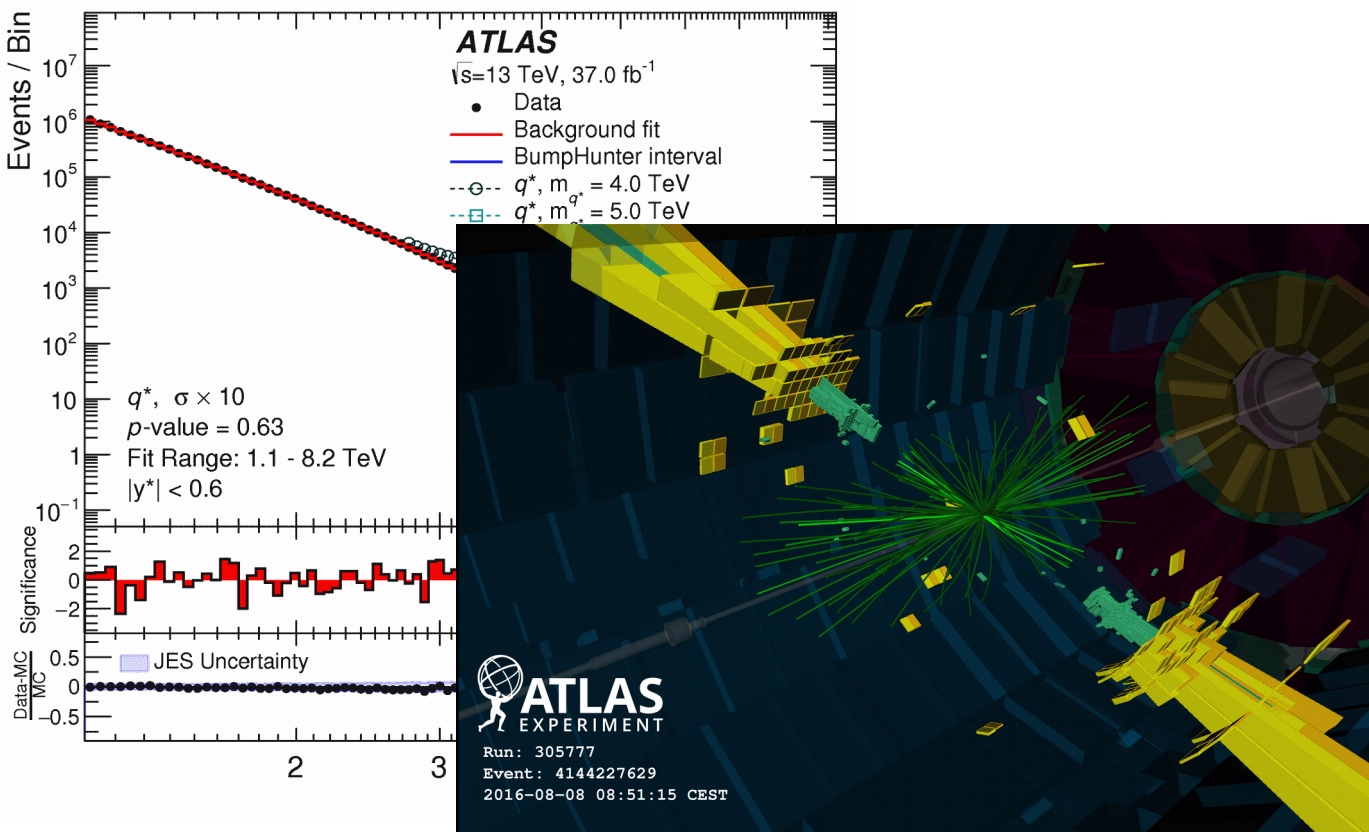 Events / Bin
10⁷
10⁶
10⁵
10⁴
10³
10²
10
1
10⁻¹
ATLAS
√s=13 TeV, 37.0 fb⁻¹
Data
Background fit
BumpHunter interval
q*, m_q* = 4.0 TeV
q*, m = 5.0 TeV
q*, σ × 10
p-value = 0.63
Fit Range: 1.1 - 8.2 TeV
|y*| < 0.6
Significance
2
0
−2
Data-MC
MC
0.5
0
−0.5
JES Uncertainty
2
3
ATLAS
EXPERIMENT
Run: 305777
Event: 4144227629
2016-08-08 08:51:15 CEST